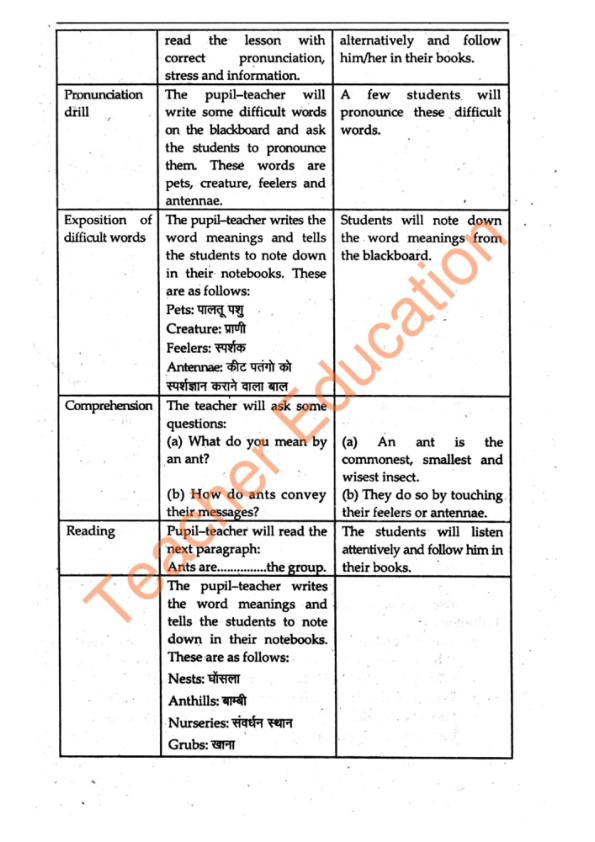 read the lesson with
correct pronunciation,
stress and information.
alternatively and follow
him/her in their books.
Pronunciation
drill
The pupil–teacher will
write some difficult words
on the blackboard and ask
the students to pronounce
them. These words are
pets, creature, feelers and
antennae.
A few students will
pronounce these difficult
words.
Exposition of
difficult words
The pupil–teacher writes the
word meanings and tells
the students to note down
in their notebooks. These
are as follows:
Pets: पालतू पशु
Creature: प्राणी
Feelers: स्पर्शक
Antennae: कीट पतंगो को
स्पर्शज्ञान कराने वाला बाल
Students will note down
the word meanings from
the blackboard.
Comprehension
The teacher will ask some
questions:
(a) What do you mean by
an ant?
(b) How do ants convey
their messages?
(a) An ant is the
commonest, smallest and
wisest insect.
(b) They do so by touching
their feelers or antennae.
Reading
Pupil–teacher will read the
next paragraph:
Ants are...............the group.
The students will listen
attentively and follow him in
their books.
The pupil–teacher writes
the word meanings and
tells the students to note
down in their notebooks.
These are as follows:
Nests: घोंसला
Anthills: बाम्बी
Nurseries: संवर्धन स्थान
Grubs: खाना
Teacher Education